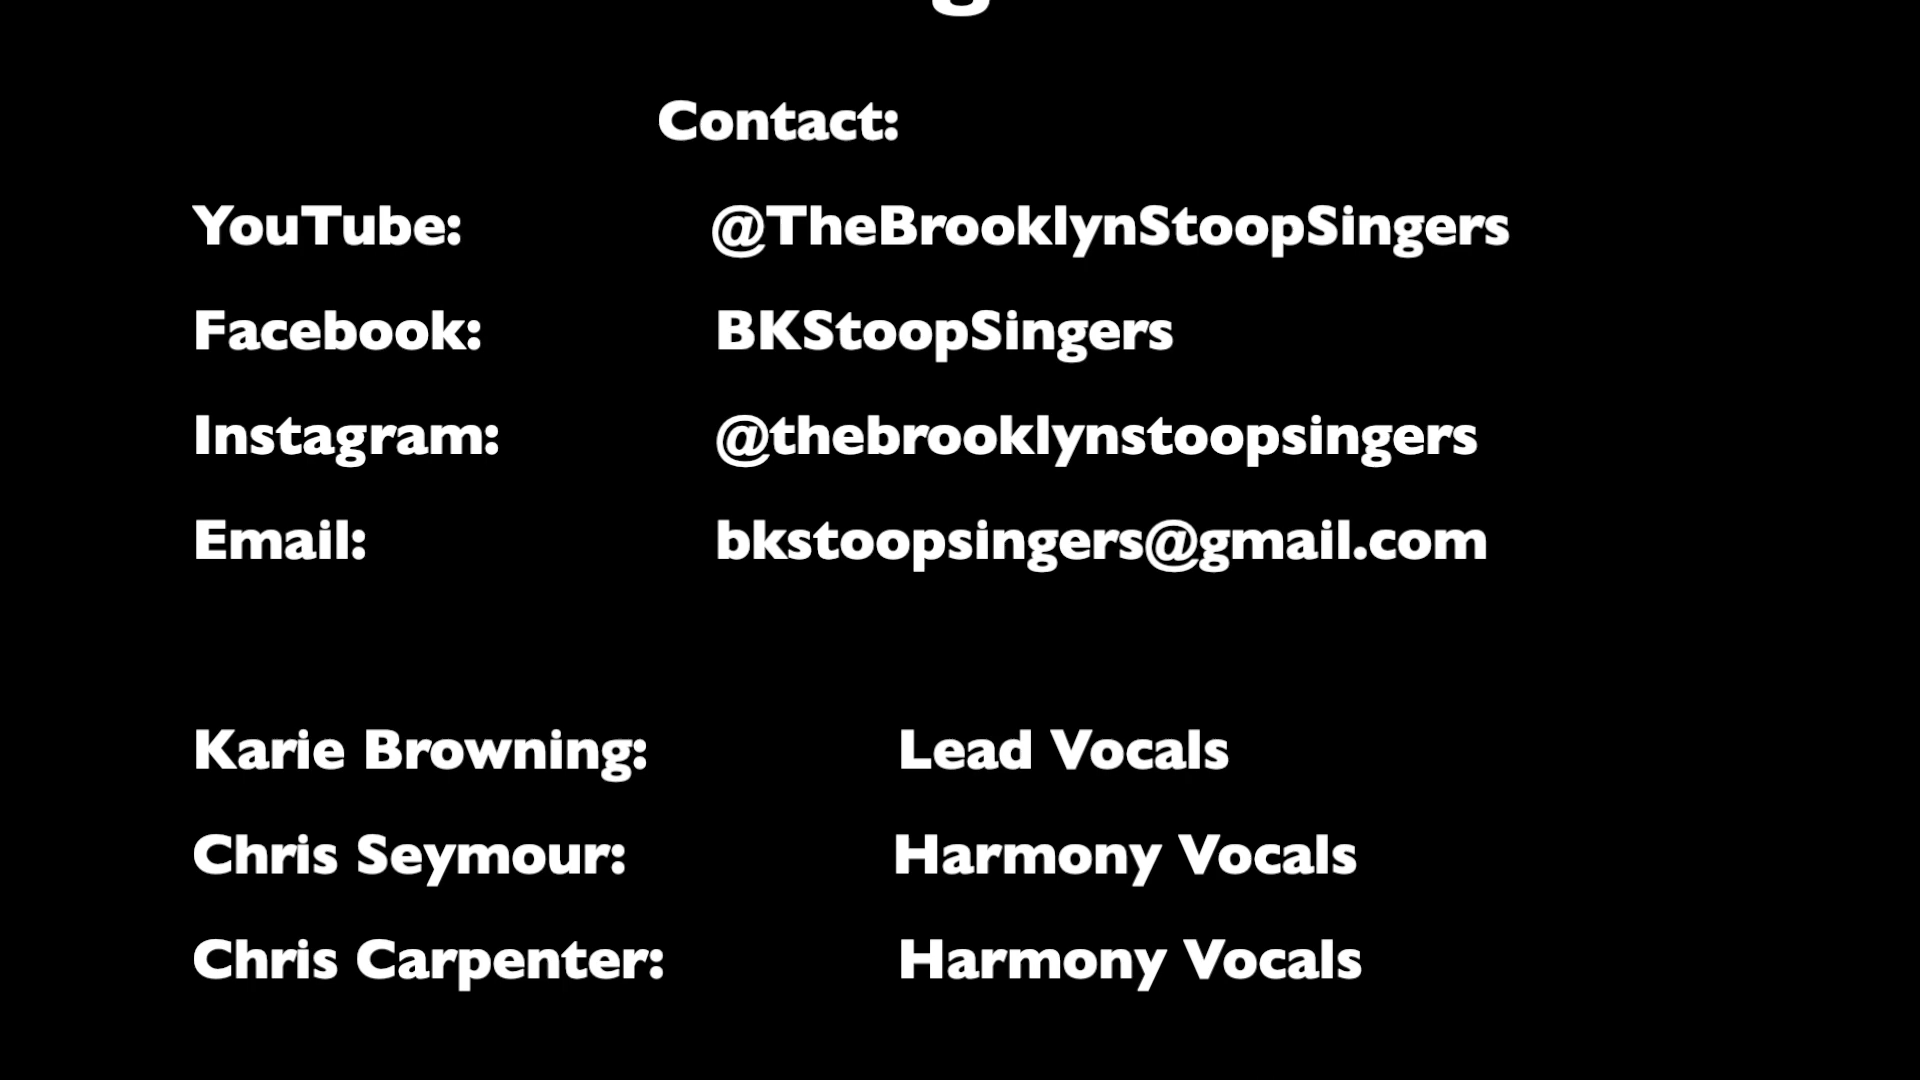 Contact:
YouTube: @TheBrooklynStoopSingers
Facebook: BKStoopSingers
Instagram: @thebrooklynstoopsingers
Email: bkstoopsingers@gmail.com
Karie Browning: Lead Vocals
Chris Seymour: Harmony Vocals
Chris Carpenter: Harmony Vocals